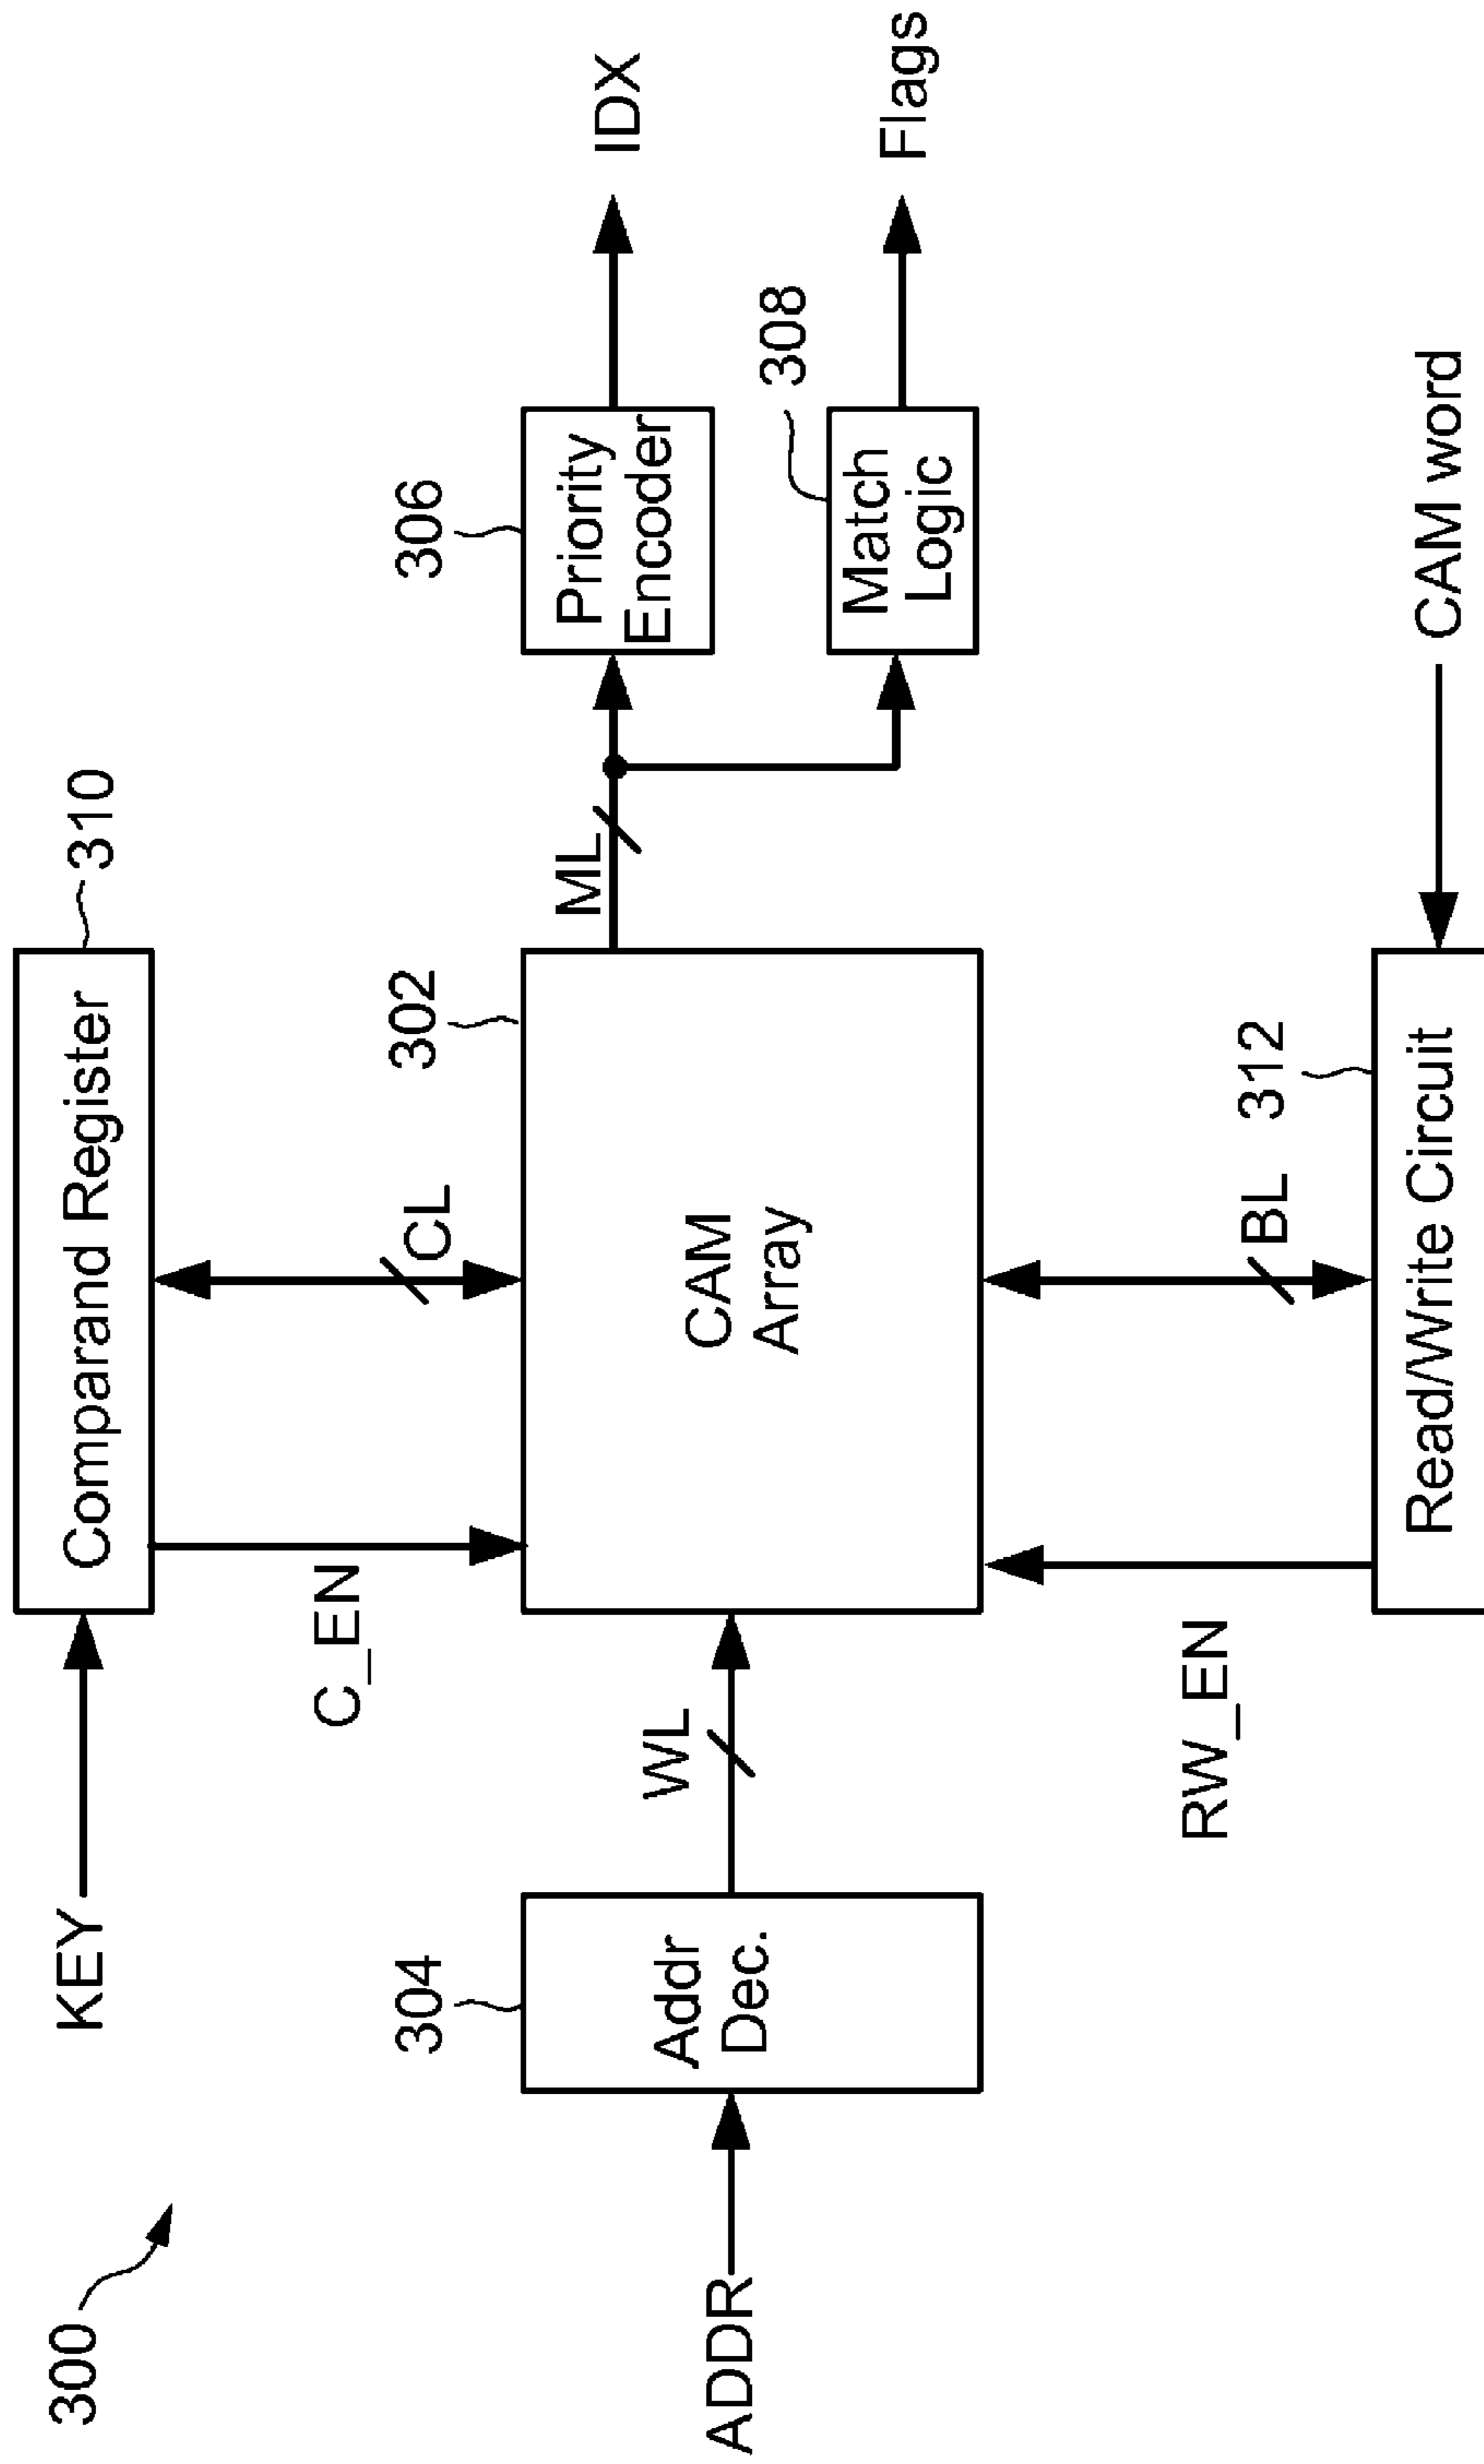 300
KEY
Comparand Register
310
C_EN
CL
302
306
304
ML
Priority
Encoder
IDX
ADDR
Addr
Dec.
WL
CAM
Array
308
Match
Logic
Flags
RW_EN
BL
312
Read/Write Circuit
CAM word